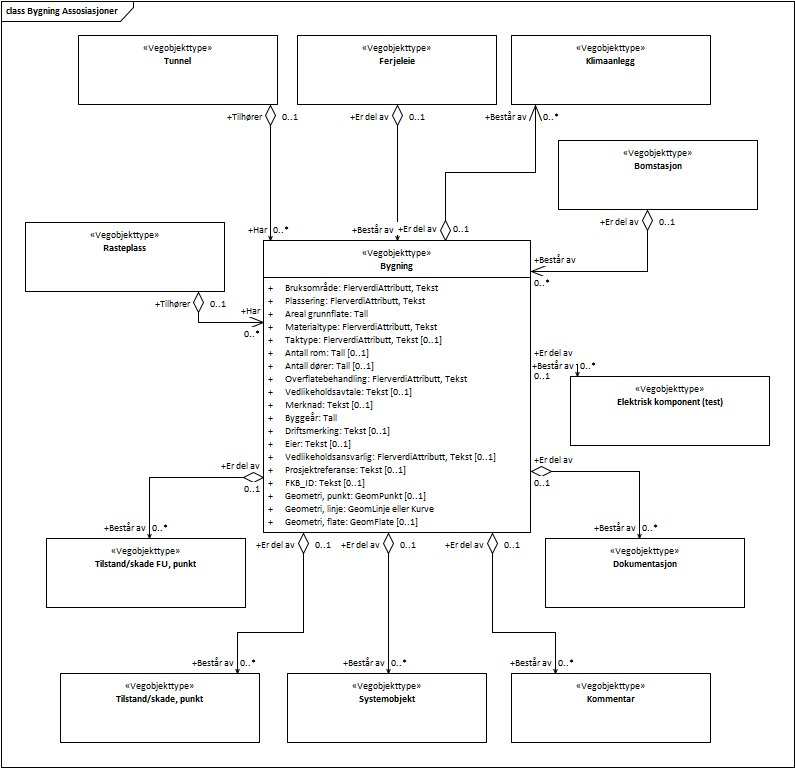 class Bygning Assosiasjoner
«Vegobjekttype»
Tunnel
«Vegobjekttype»
Ferjeleie
«Vegobjekttype»
Klimaanlegg
+Tilhører 0..1
+Er del av 0..1
+Består av 0..*
«Vegobjekttype»
Bomstasjon
+Er del av 0..1
«Vegobjekttype»
Rasteplass
+Tilhører 0..1
+Har 0..*
+Består av
+Er del av 0..1
+Består av
0..*
+Har
0..*
«Vegobjekttype»
Bygning
+ Bruksområde: FlerverdiAttributt, Tekst
+ Plassering: FlerverdiAttributt, Tekst
+ Areal grunnflate: Tall
+ Materialtype: FlerverdiAttributt, Tekst
+ Taktype: FlerverdiAttributt, Tekst [0..1]
+ Antall rom: Tall [0..1]
+ Antall dører: Tall [0..1]
+ Overflatebehandling: FlerverdiAttributt, Tekst
+ Vedlikeholdsavtale: Tekst [0..1]
+ Merknad: Tekst [0..1]
+ Byggeår: Tall
+ Driftsmerking: Tekst [0..1]
+ Eier: Tekst [0..1]
+ Vedlikeholdsansvarlig: FlerverdiAttributt, Tekst [0..1]
+ Prosjektreferanse: Tekst [0..1]
+ FKB_ID: Tekst [0..1]
+ Geometri, punkt: GeomPunkt [0..1]
+ Geometri, linje: GeomLinje eller Kurve
+ Geometri, flate: GeomFlate [0..1]
+Er del av
+Består av 0..*
0..1
«Vegobjekttype»
Elektrisk komponent (test)
+Er del av
0..1
+Er del av
0..1
+Består av 0..*
+Består av 0..*
«Vegobjekttype»
Tilstand/skade FU, punkt
«Vegobjekttype»
Dokumentasjon
+Er del av 0..1
+Er del av 0..1
+Er del av 0..1
+Består av 0..*
+Består av 0..*
+Består av 0..*
«Vegobjekttype»
Tilstand/skade, punkt
«Vegobjekttype»
Systemobjekt
«Vegobjekttype»
Kommentar